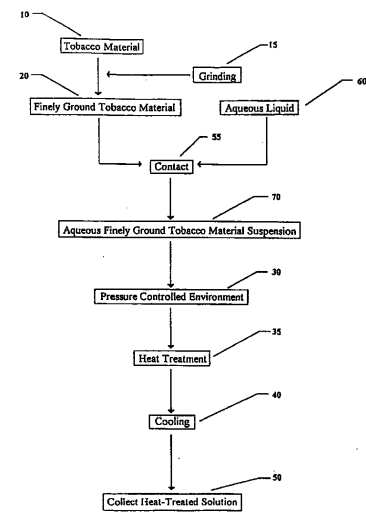 10
Tobacco Material
15
Grinding
20
60
Finely Ground Tobacco Material
Aqueous Liquid
55
Contact
70
Aqueous Finely Ground Tobacco Material Suspension
30
Pressure Controlled Environment
35
Heat Treatment
40
Cooling
50
Collect Heat-Treated Solution